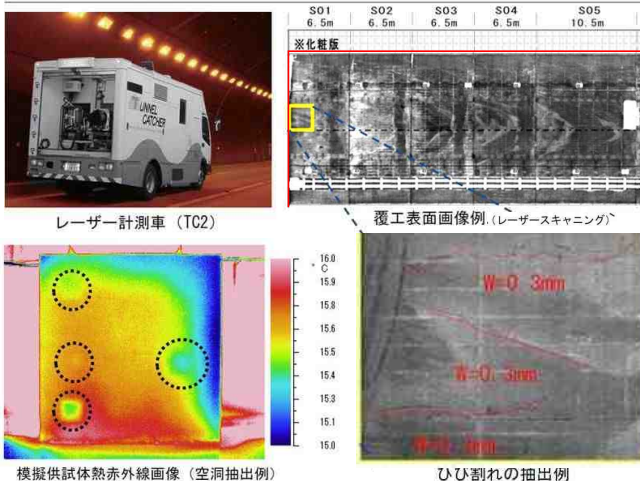 S01 S02 S03 S04 S05
6.5m 6.5m 6.5m 6.5m 10.5m
※化粧版
UNNEL
CATCHER
レーザー計測車（TC2）
覆工表面画像例.(レーザースキャニング)
16.0
℃
15.9
15.8
15.7
15.6
15.5
15.4
15.3
15.2
15.1
15.0
W=0.3mm
W=0.3mm
模擬供試体熱赤外線画像（空洞抽出例）
ひび割れの抽出例